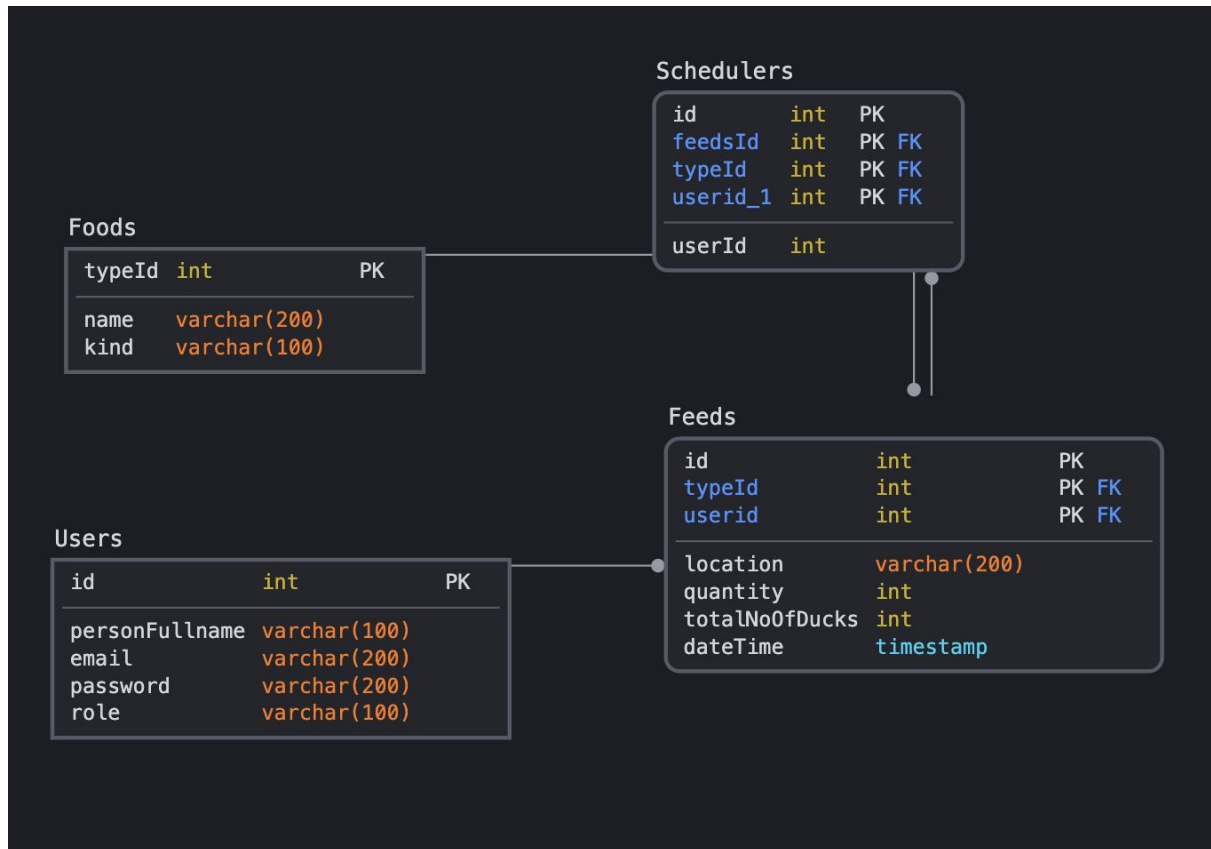 Schedulers
id int PK
feedsId int PK FK
typeId int PK FK
userid_1 int PK FK
userId int
Foods
typeId int PK
name varchar(200)
kind varchar(100)
Feeds
id int PK
typeId int PK FK
userid int PK FK
location varchar(200)
quantity int
totalNoOfDucks int
dateTime timestamp
Users
id int PK
personFullname varchar(100)
email varchar(200)
password varchar(200)
role varchar(100)